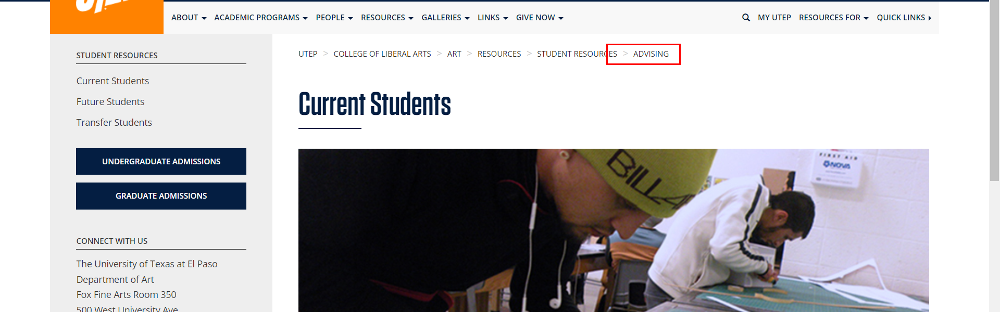 ABOUT ACADEMIC PROGRAMS PEOPLE RESOURCES GALLERIES LINKS GIVE NOW MY UTEP RESOURCES FOR QUICK LINKS
STUDENT RESOURCES
Current Students
Future Students
Transfer Students
UNDERGRADUATE ADMISSIONS
GRADUATE ADMISSIONS
CONNECT WITH US
The University of Texas at El Paso
Department of Art
Fox Fine Arts Room 350
500 West University Ave
UTEP > COLLEGE OF LIBERAL ARTS > ART > RESOURCES > STUDENT RESOURCES > ADVISING
Current Students
FIRST AID
NOVA